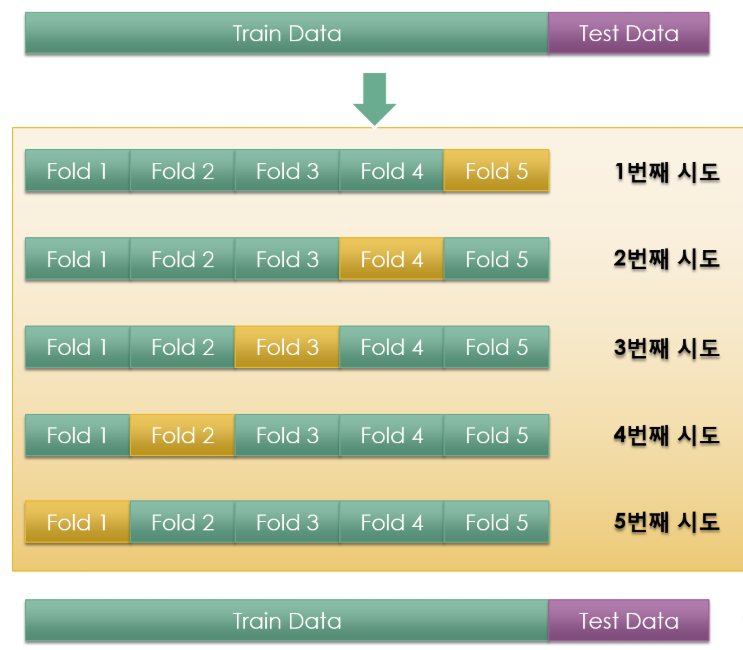 Train Data Test Data
Fold 1 Fold 2 Fold 3 Fold 4 Fold 5 1번째 시도
Fold 1 Fold 2 Fold 3 Fold 4 Fold 5 2번째 시도
Fold 1 Fold 2 Fold 3 Fold 4 Fold 5 3번째 시도
Fold 1 Fold 2 Fold 3 Fold 4 Fold 5 4번째 시도
Fold 1 Fold 2 Fold 3 Fold 4 Fold 5 5번째 시도
Train Data Test Data